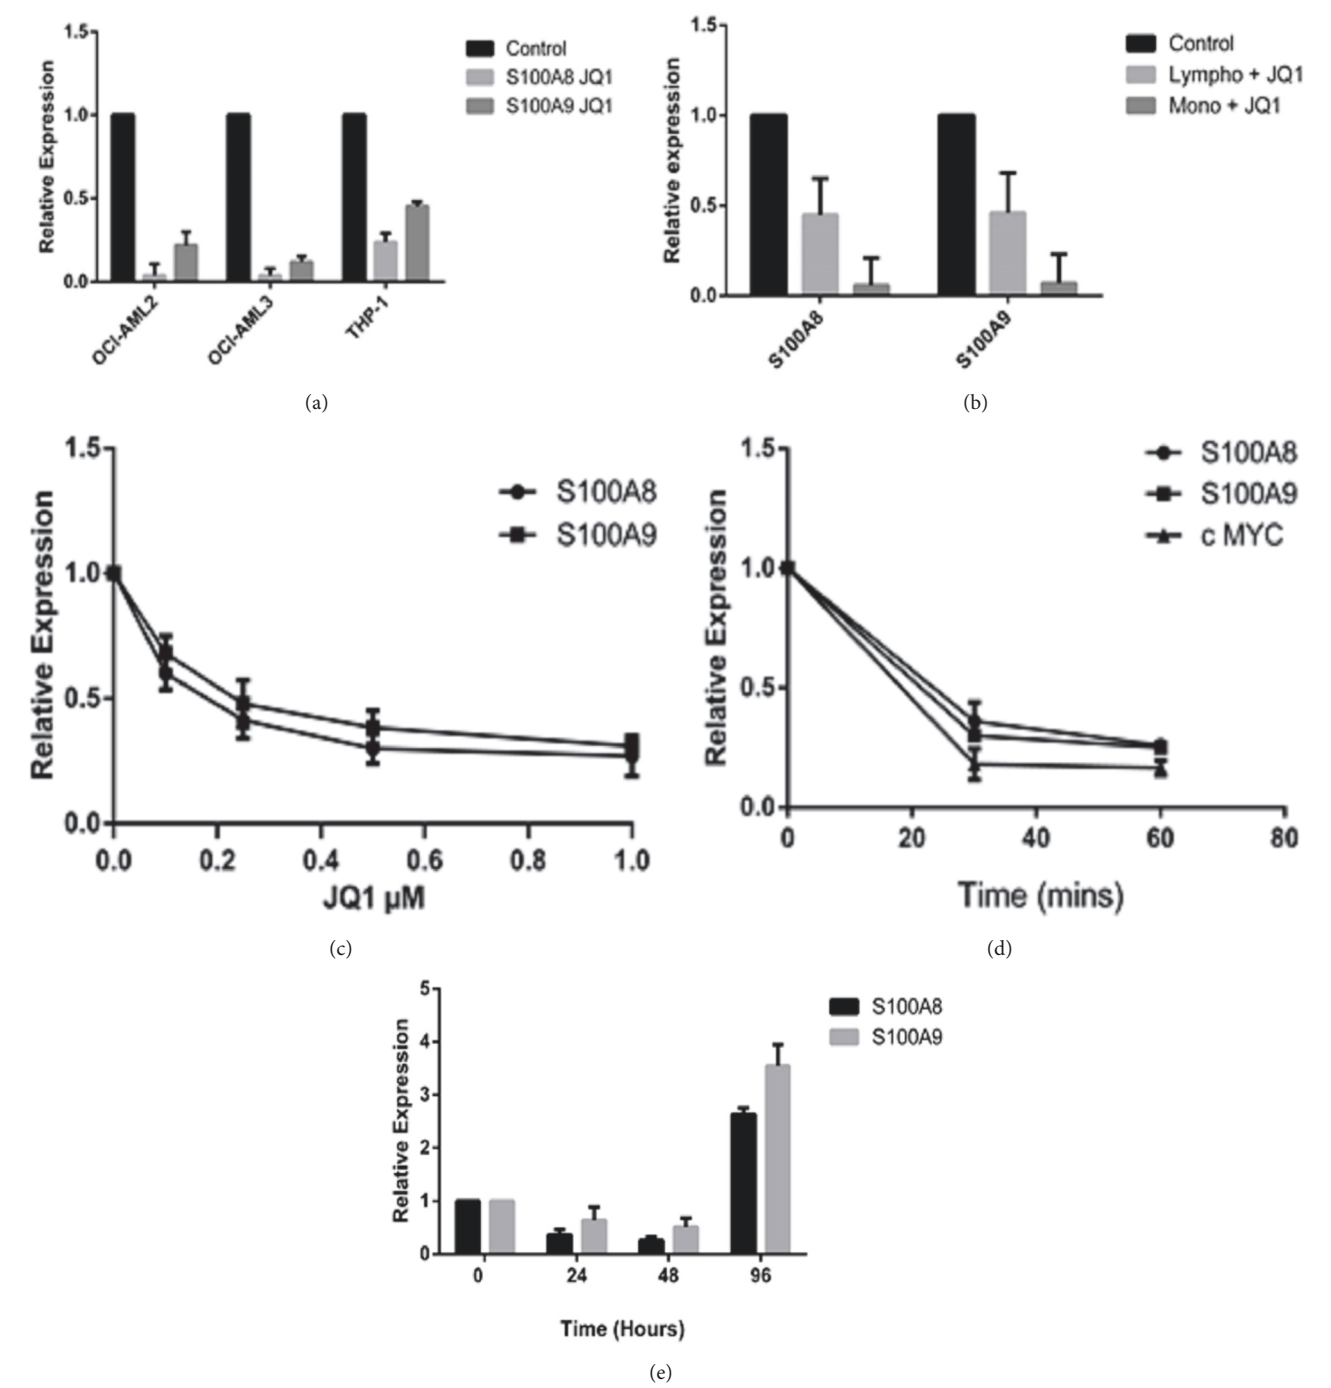 1.5
1.0
0.5
0.0
Relative Expression
Control
S100A8 JQ1
S100A9 JQ1
OCI-AML2
OCI-AML3
THP-1
(a)
1.5
1.0
0.5
0.0
Relative expression
Control
Lympho + JQ1
Mono + JQ1
S100A8
S100A9
(b)
1.5
1.0
0.5
0.0
Relative Expression
S100A8
S100A9
0.0 0.2 0.4 0.6 0.8 1.0
JQ1 µM
(c)
1.5
1.0
0.5
0.0
Relative Expression
S100A8
S100A9
c MYC
0 20 40 60 80
Time (mins)
(d)
5
4
3
2
1
0
Relative Expression
S100A8
S100A9
0 24 48 96
Time (Hours)
(e)